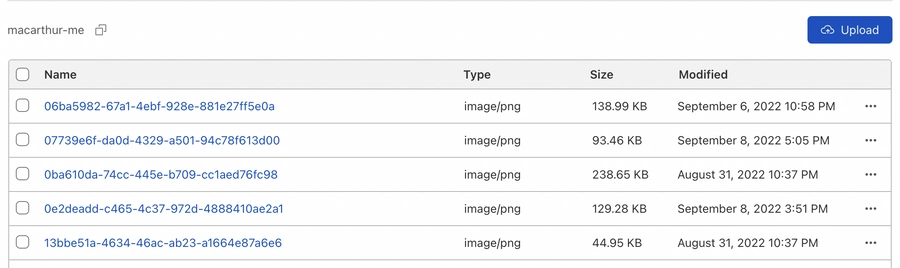 macarthur-me Upload
Name Type Size Modified
06ba5982-67a1-4ebf-928e-881e27ff5e0a image/png 138.99 KB September 6, 2022 10:58 PM
07739e6f-da0d-4329-a501-94c78f613d00 image/png 93.46 KB September 8, 2022 5:05 PM
0ba610da-74cc-445e-b709-cc1aed76fc98 image/png 238.65 KB August 31, 2022 10:37 PM
0e2deadd-c465-4c37-972d-4888410ae2a1 image/png 129.28 KB September 8, 2022 3:51 PM
13bbe51a-4634-46ac-ab23-a1664e87a6e6 image/png 44.95 KB August 31, 2022 10:37 PM